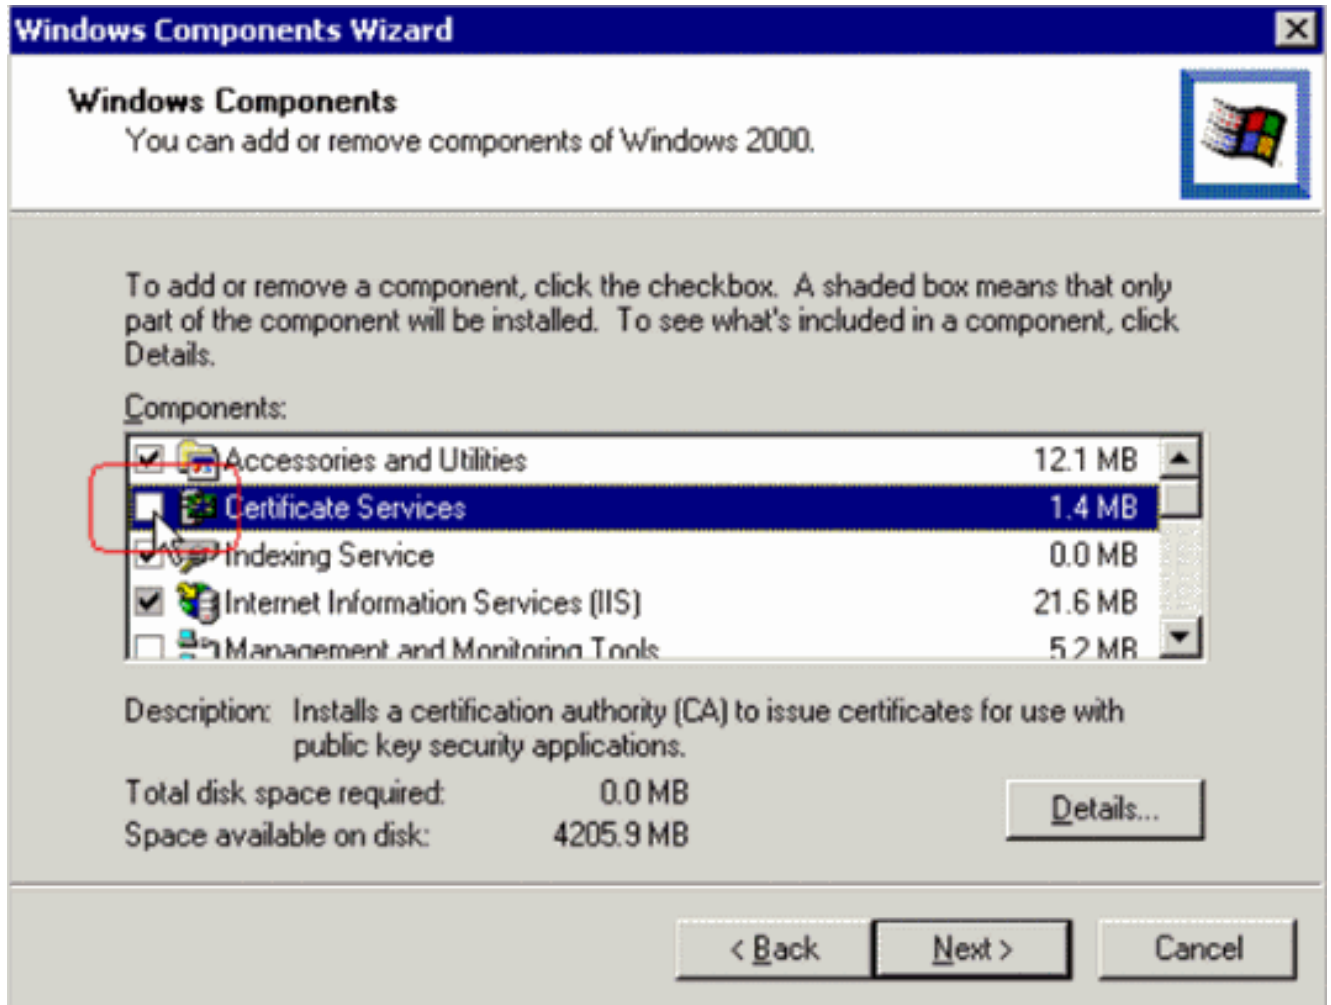 Windows Components Wizard
Windows Components
You can add or remove components of Windows 2000.
To add or remove a component, click the checkbox. A shaded box means that only
part of the component will be installed. To see what's included in a component, click
Details.
Components:
Accessories and Utilities 12.1 MB
Certificate Services 1.4 MB
Indexing Service 0.0 MB
Internet Information Services (IIS) 21.6 MB
Management and Monitoring Tools 5.2 MB
Description: Installs a certification authority (CA) to issue certificates for use with
public key security applications.
Total disk space required: 0.0 MB
Space available on disk: 4205.9 MB
Details...
< Back Next > Cancel